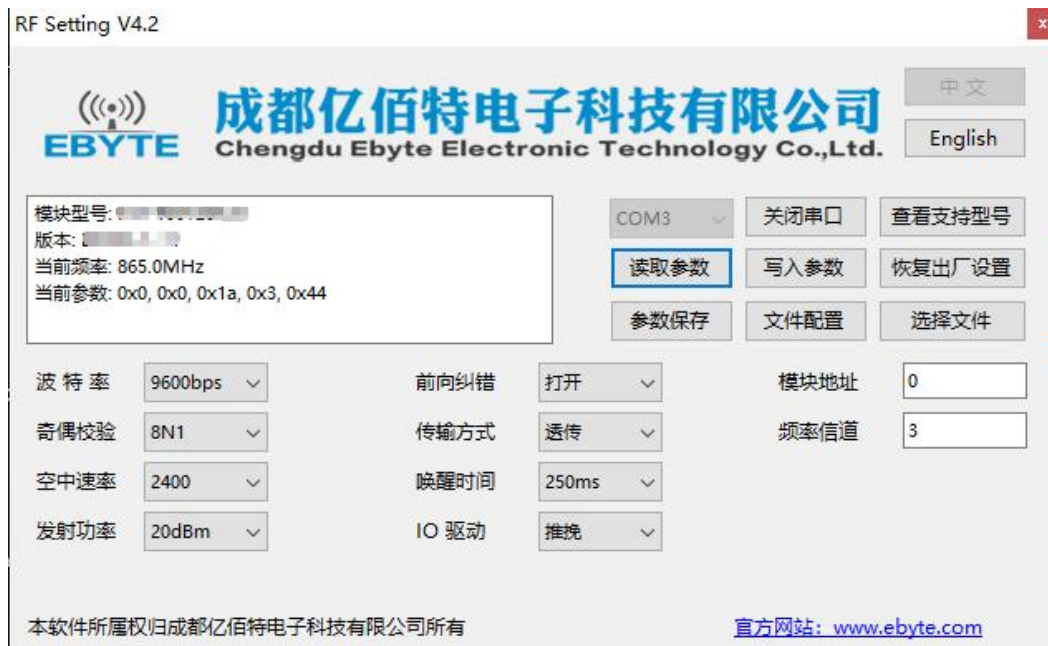 RF Setting V4.2
x
EBYTE
成都亿佰特电子科技有限公司
Chengdu Ebyte Electronic Technology Co.,Ltd.
中文
English
模块型号:
版本:
当前频率: 865.0MHz
当前参数: 0x0, 0x0, 0x1a, 0x3, 0x44
COM3 关闭串口 查看支持型号
读取参数 写入参数 恢复出厂设置
参数保存 文件配置 选择文件
波特率 9600bps 前向纠错 打开 模块地址 0
奇偶校验 8N1 传输方式 透传 频率信道 3
空中速率 2400 唤醒时间 250ms
发射功率 20dBm IO 驱动 推挽
本软件所属权归成都亿佰特电子科技有限公司所有 官方网站: www.ebyte.com